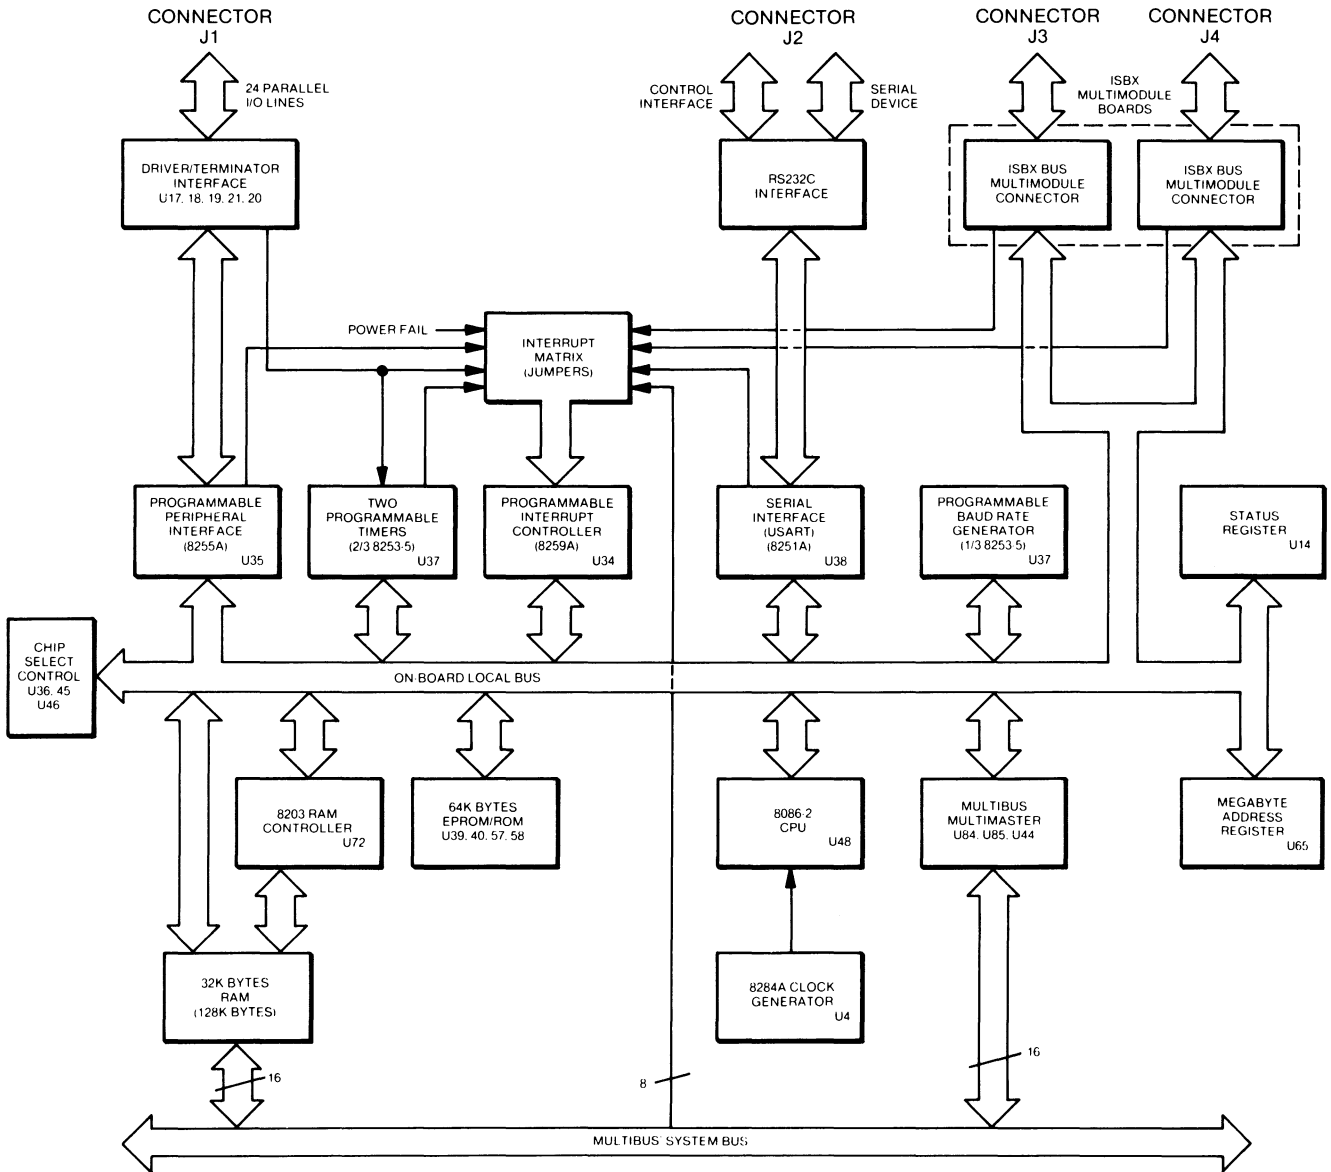 CONNECTOR
J1
CONNECTOR
J2
CONNECTOR
J3
CONNECTOR
J4
24 PARALLEL
I/O LINES
CONTROL
INTERFACE
SERIAL
DEVICE
ISBX
MULTIMODULE
BOARDS
DRIVER/TERMINATOR
INTERFACE
U17. 18. 19. 21. 20
RS232C
INTERFACE
ISBX BUS
MULTIMODULE
CONNECTOR
ISBX BUS
MULTIMODULE
CONNECTOR
POWER FAIL
INTERRUPT
MATRIX
(JUMPERS)
PROGRAMMABLE
PERIPHERAL
INTERFACE
(8255A)
U35
TWO
PROGRAMMABLE
TIMERS
(2/3 8253-5)
U37
PROGRAMMABLE
INTERRUPT
CONTROLLER
(8259A)
U34
SERIAL
INTERFACE
(USART)
(8251A)
U38
PROGRAMMABLE
BAUD RATE
GENERATOR
(1/3 8253-5)
U37
STATUS
REGISTER
U14
CHIP
SELECT
CONTROL
U36. 45
U46
ON-BOARD LOCAL BUS
8203 RAM
CONTROLLER
U72
64K BYTES
EPROM/ROM
U39. 40. 57. 58
8086-2
CPU
U48
MULTIBUS
MULTIMASTER
U84. U85. U44
MEGABYTE
ADDRESS
REGISTER
U65
32K BYTES
RAM
(128K BYTES)
8284A CLOCK
GENERATOR
U4
16
8
16
MULTIBUS SYSTEM BUS